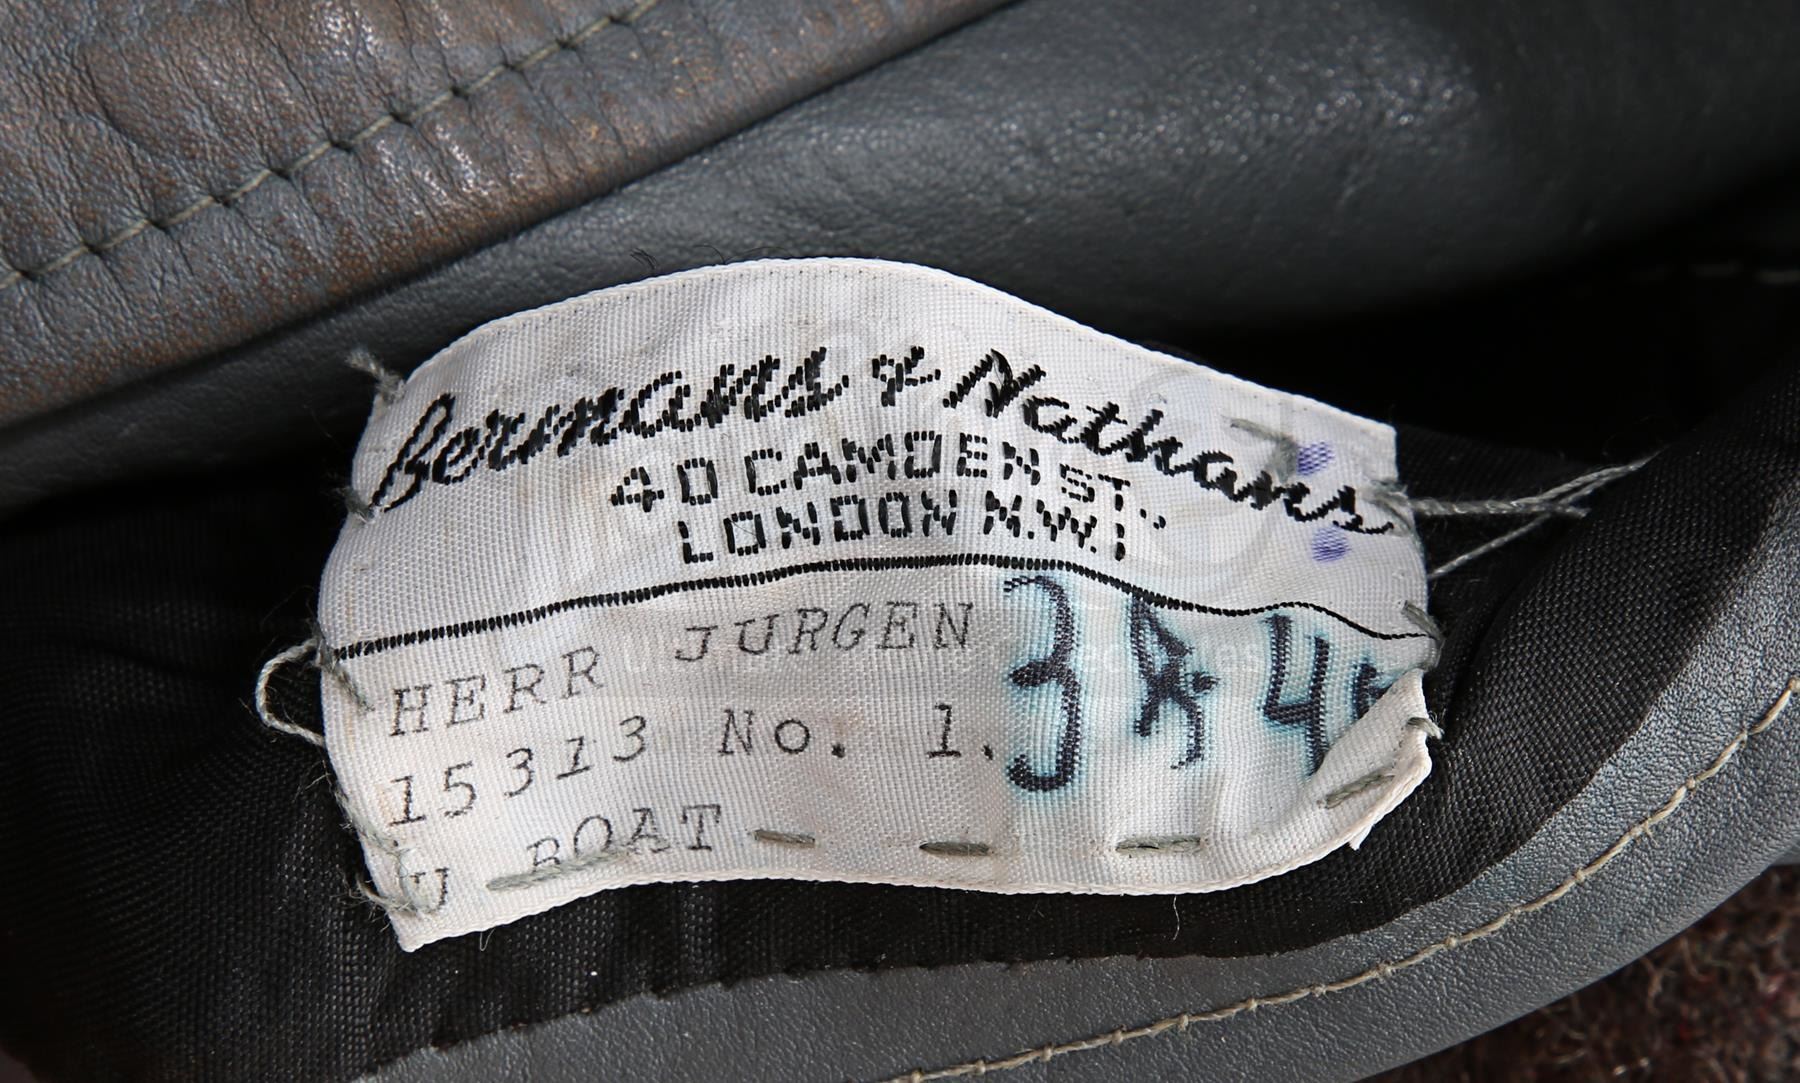 Bermans & Nathans
40 CAMDEN ST.,
LONDON N.W.1
HERR JURGEN
15313 No. 1.
U BOAT